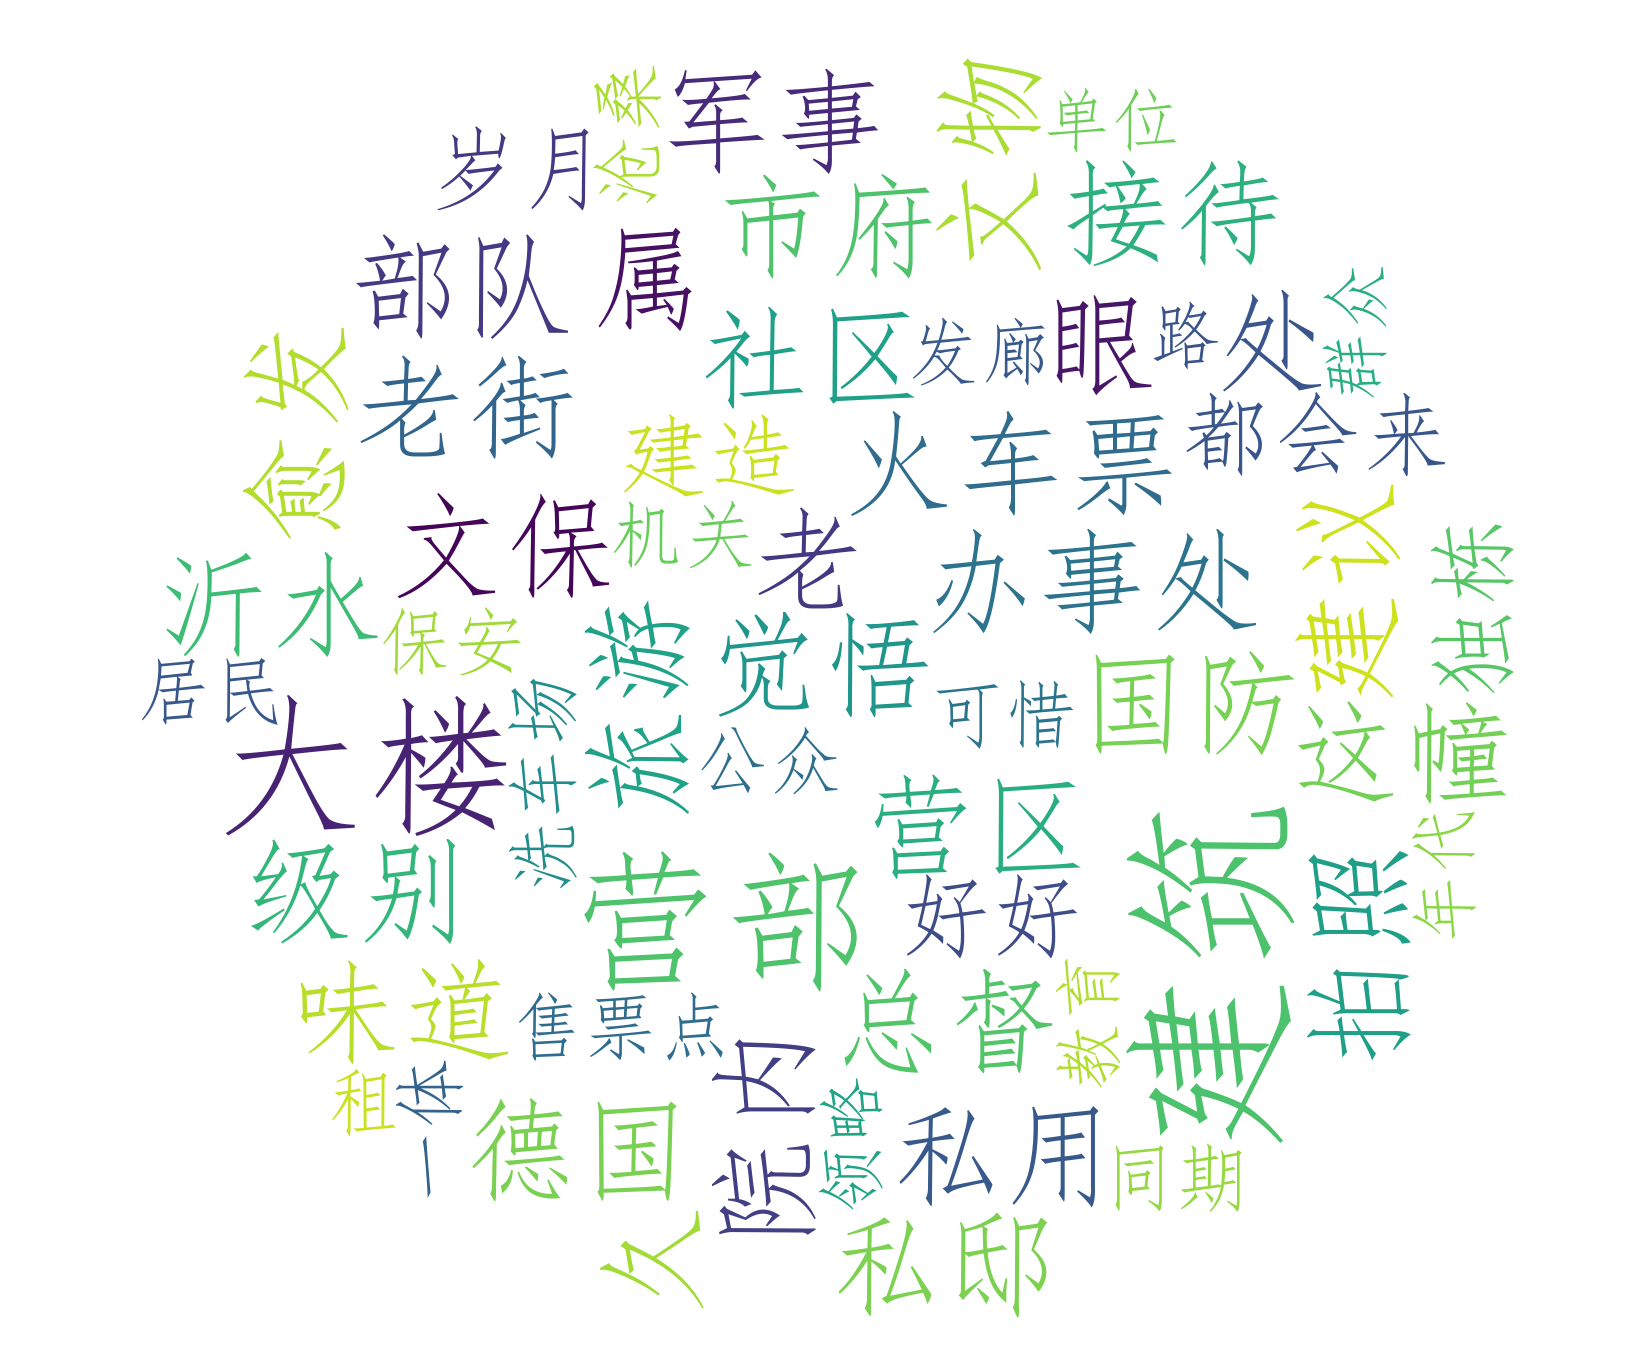 军事
文物
单位
沧桑
岁月
市府
接待
部队
属
社区
发廊
眼
路
处
群众
愈发
老街
建造
火车票
都会来
文保
机关
老
办事处
建议
独栋
沂水
保安
旅游
觉悟
可惜
国防
这幢
居民
大楼
洗车场
公众
营区
建筑
拍照
年代
级别
营部
好好
味道
售票点
院内
总督
教育
租
一体
德国
领略
私用
同期
久
私邸